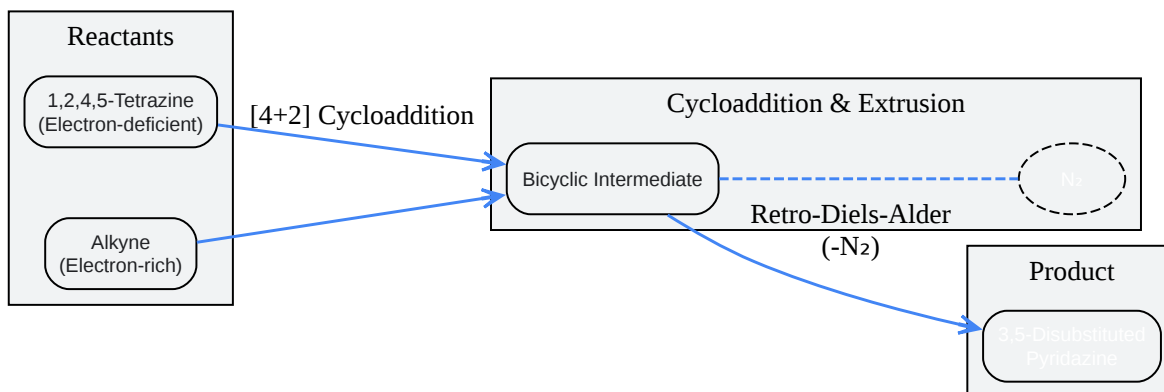 Reactants
1,2,4,5-Tetrazine
(Electron-deficient)
Alkyne
(Electron-rich)
[4+2] Cycloaddition
Cycloaddition & Extrusion
Bicyclic Intermediate
N₂
Retro-Diels-Alder
(-N₂)
Product
3,5-Disubstituted
Pyridazine